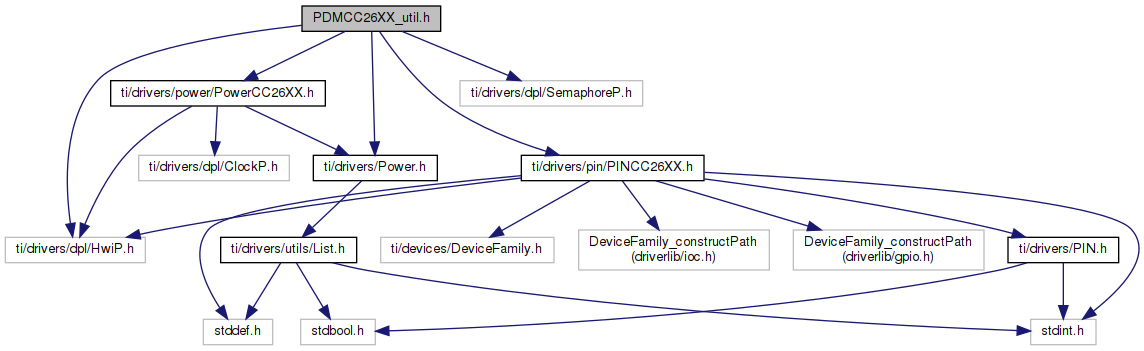 PDMCC26XX_util.h
ti/drivers/power/PowerCC26XX.h
ti/drivers/dpl/SemaphoreP.h
ti/drivers/dpl/ClockP.h
ti/drivers/Power.h
ti/drivers/pin/PINCC26XX.h
ti/drivers/dpl/HwiP.h
ti/drivers/utils/List.h
ti/devices/DeviceFamily.h
DeviceFamily_constructPath
(driverlib/ioc.h)
DeviceFamily_constructPath
(driverlib/gpio.h)
ti/drivers/PIN.h
stddef.h
stdbool.h
stdint.h